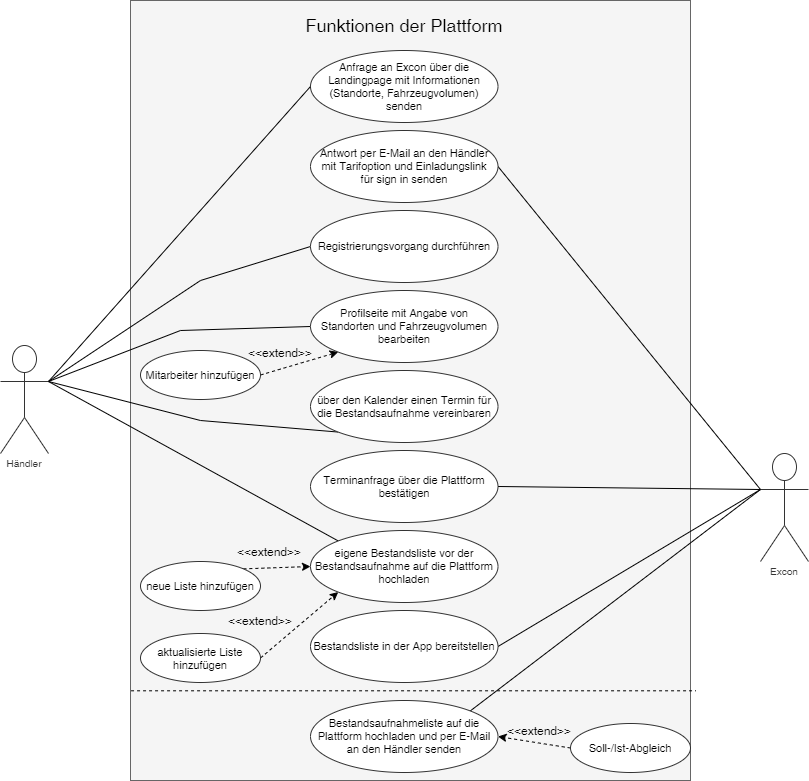 Funktionen der Plattform
Anfrage an Excon über die
Landingpage mit Informationen
(Standorte, Fahrzeugvolumen)
senden
Antwort per E-Mail an den Händler
mit Tarifoption und Einladungslink
für sign in senden
Registrierungsvorgang durchführen
Profilseite mit Angabe von
Standorten und Fahrzeugvolumen
bearbeiten
<<extend>>
Mitarbeiter hinzufügen
über den Kalender einen Termin für
die Bestandsaufnahme vereinbaren
Händler
Terminanfrage über die Plattform
bestätigen
eigene Bestandsliste vor der
Bestandsaufnahme auf die Plattform
hochladen
<<extend>>
neue Liste hinzufügen
Excon
<<extend>>
aktualisierte Liste
hinzufügen
Bestandsliste in der App bereitstellen
Bestandsaufnahmeliste auf die
Plattform hochladen und per E-Mail
an den Händler senden
<<extend>>
Soll-/Ist-Abgleich